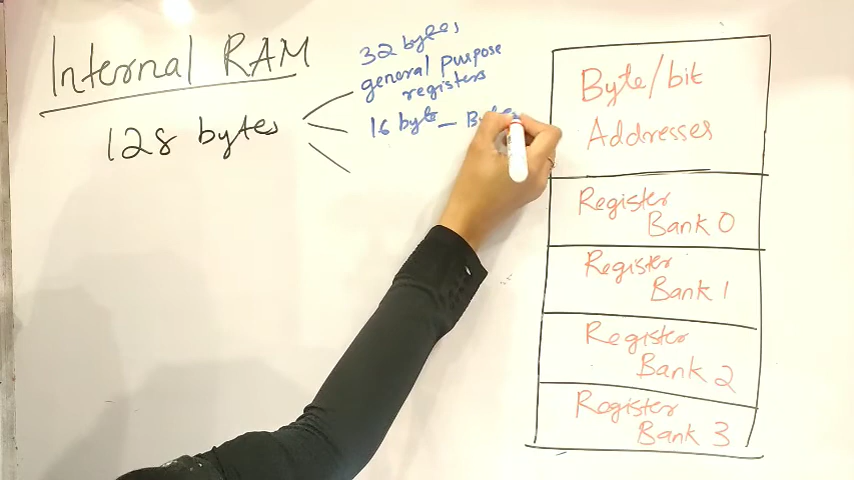 Internal RAM
128 bytes
32 bytes
general purpose
registers
16 byte -
Byte/bit
Addresses
Register
Bank 0
Register
Bank 1
Register
Bank 2
Register
Bank 3